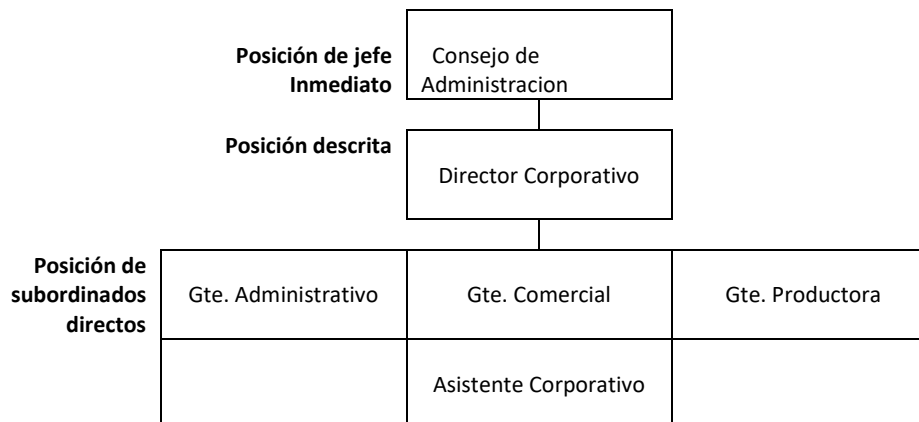 Posición de jefe
Inmediato
Consejo de
Administracion
Posición descrita
Director Corporativo
Posición de
subordinados
directos
Gte. Administrativo
Gte. Comercial
Gte. Productora
Asistente Corporativo